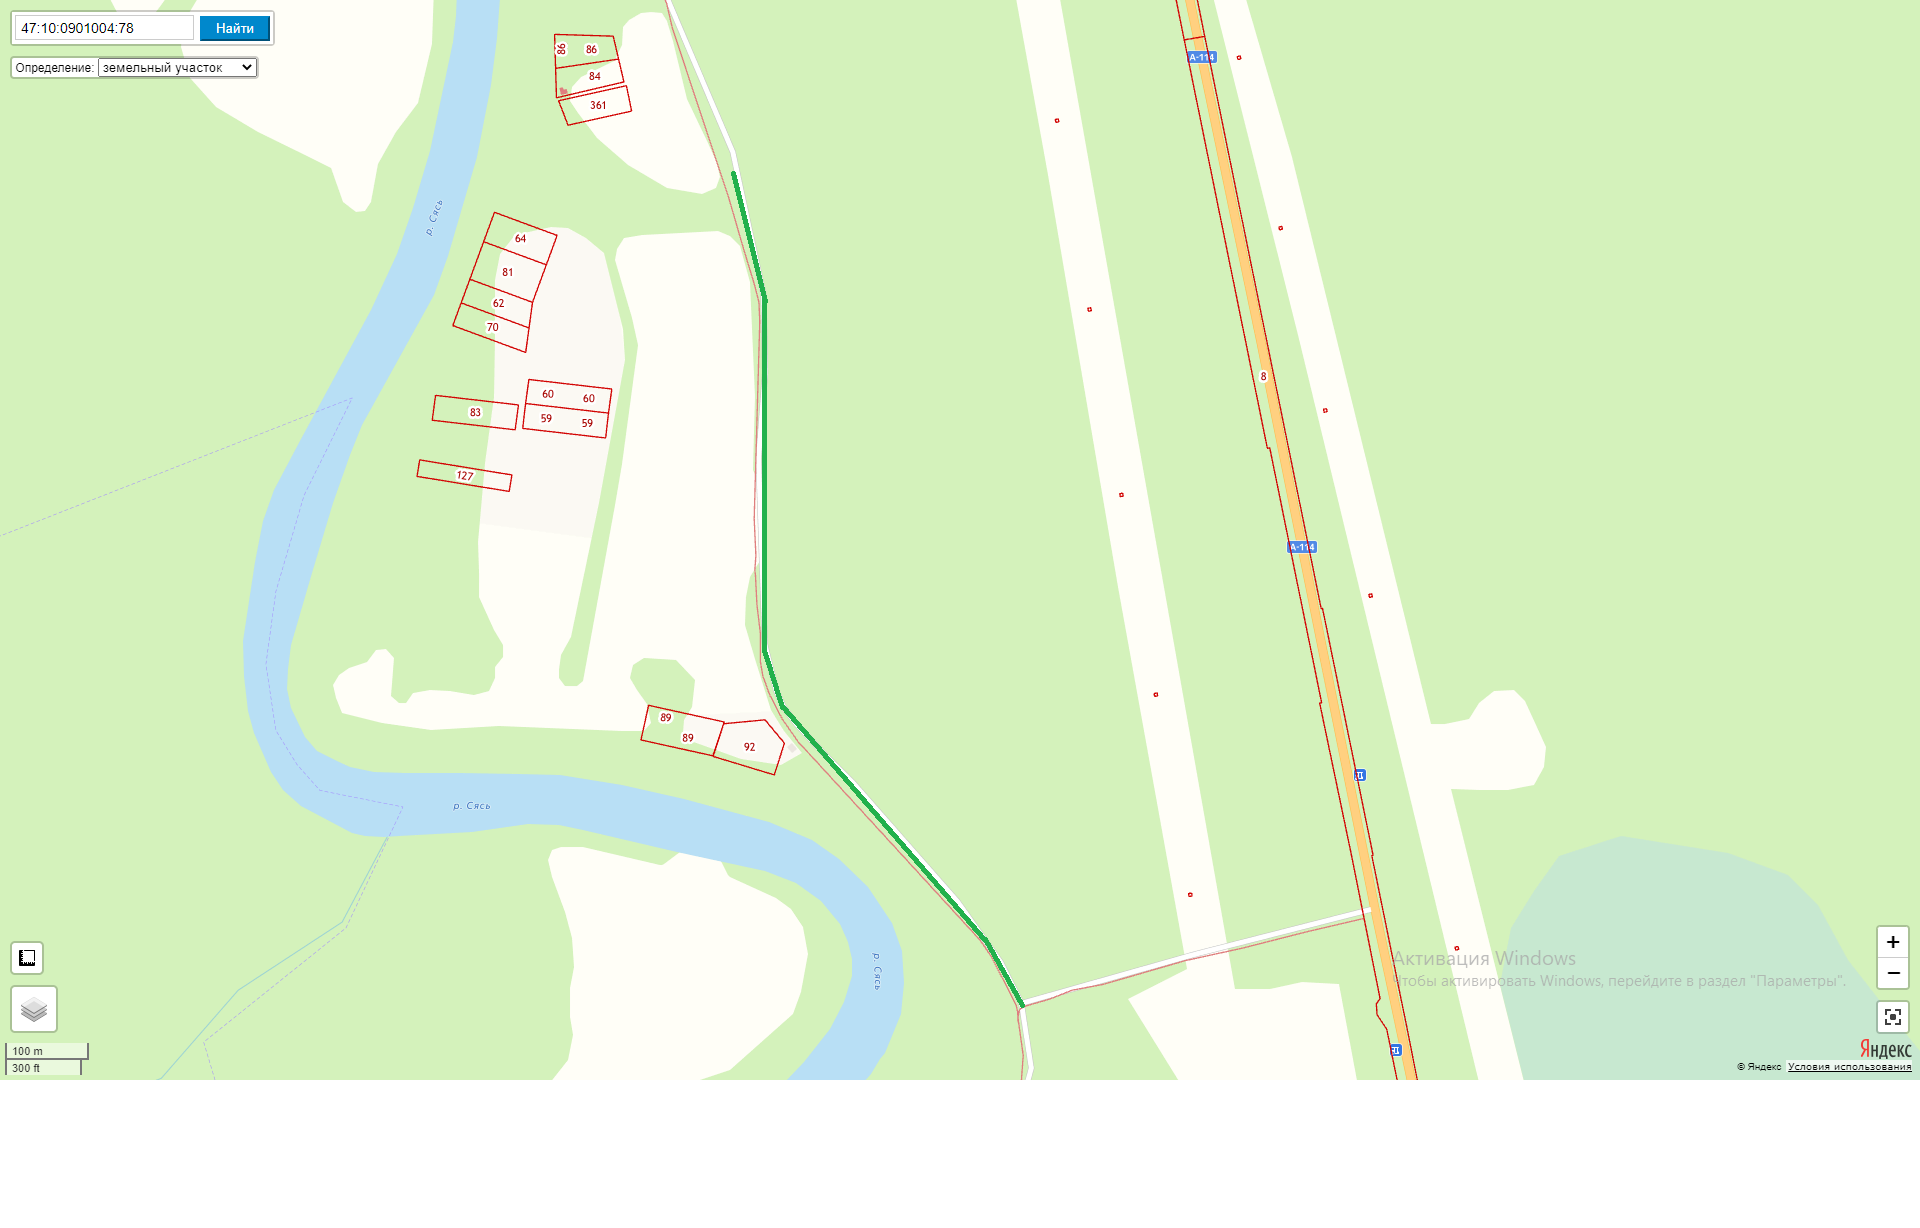 47:10:0901004:78
Найти
Определение: земельный участок
86
86
84
361
А-114
р. Сясь
64
81
62
70
8
60
60
83
59
59
127
А-114
89
89
92
р. Сясь
р. Сясь
Активация Windows
Чтобы активировать Windows, перейдите в раздел "Параметры".
+
−
100 m
300 ft
Яндекс
© Яндекс Условия использования